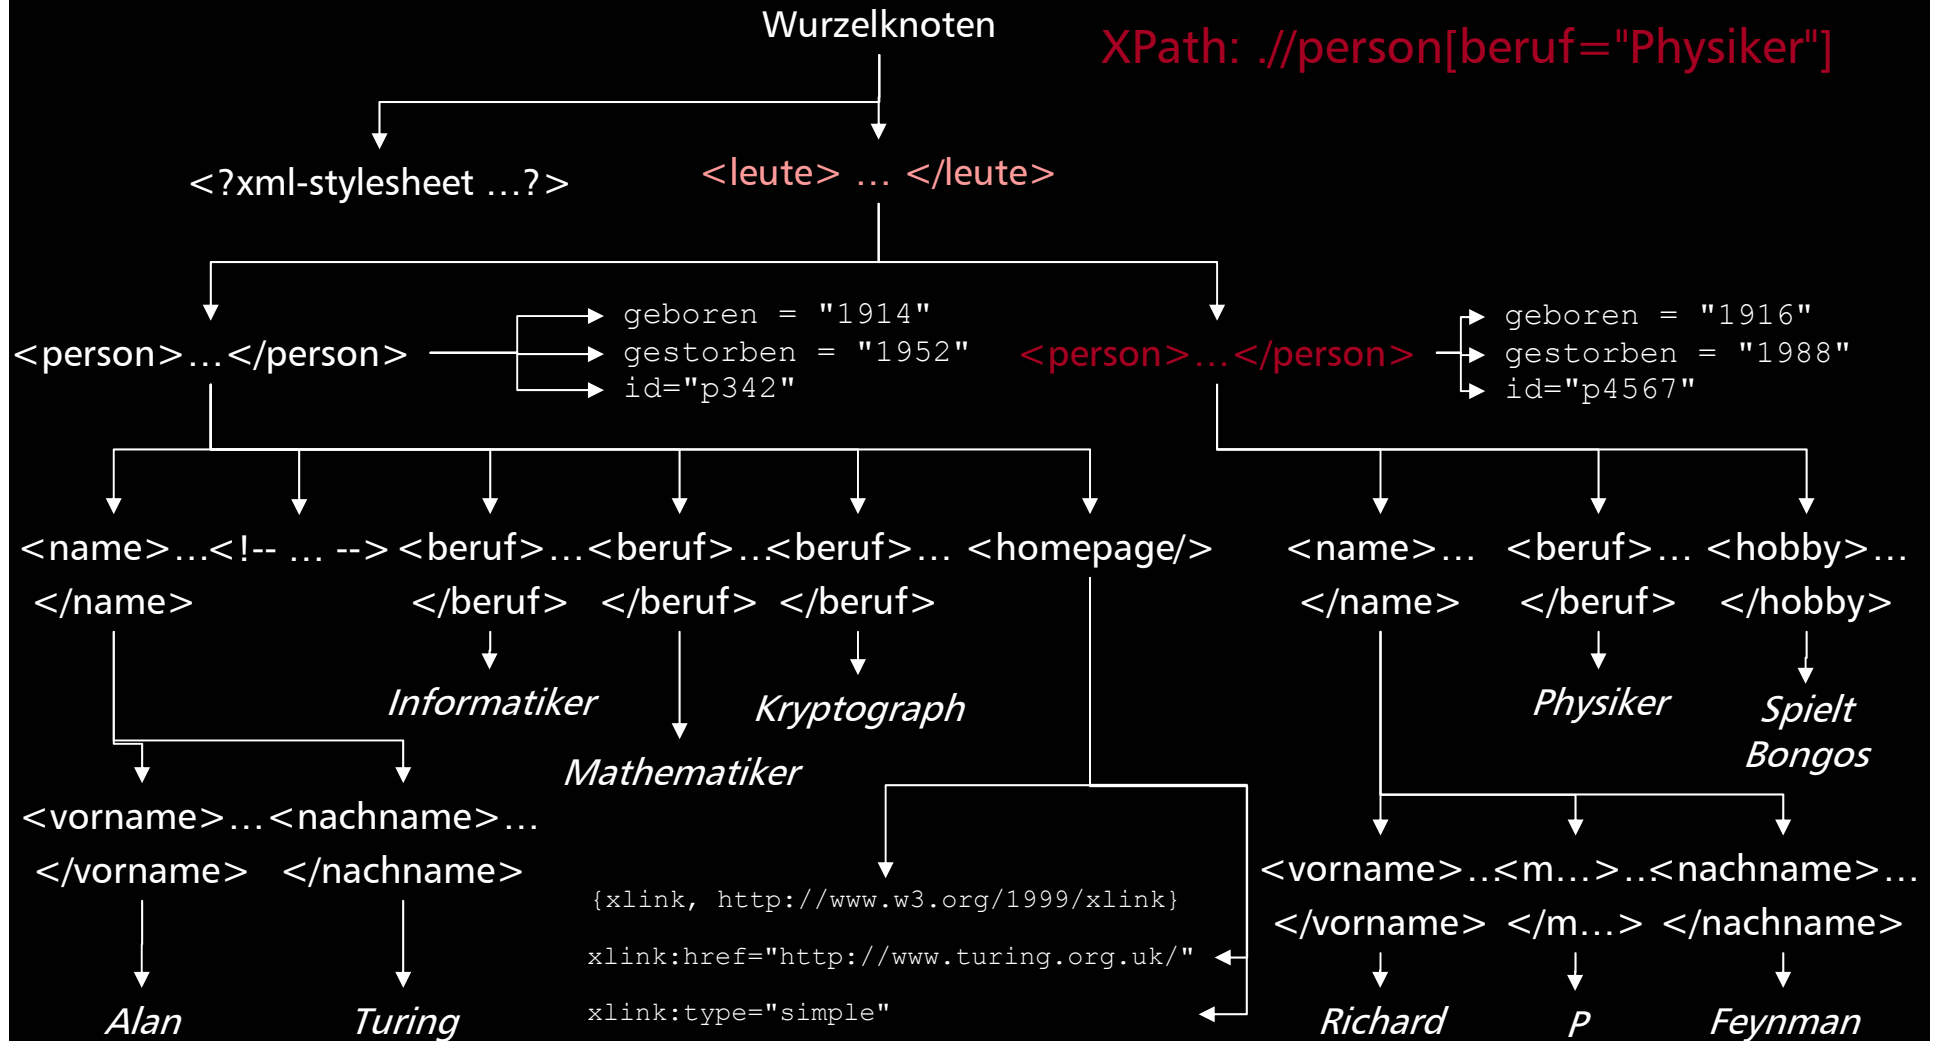 Wurzelknoten
XPath: .//person[beruf="Physiker"]
<?xml-stylesheet ...?>
<leute> ... </leute>
<person>...</person>
geboren = "1914"
gestorben = "1952"
id="p342"
<person>...</person>
geboren = "1916"
gestorben = "1988"
id="p4567"
<name>...
</name>
<!-- ... -->
<beruf>...
</beruf>
<beruf>...
</beruf>
<beruf>...
</beruf>
<homepage/>
<name>...
</name>
<beruf>...
</beruf>
<hobby>...
</hobby>
Informatiker
Mathematiker
Kryptograph
Physiker
Spielt
Bongos
<vorname>...
</vorname>
<nachname>...
</nachname>
{xlink, http://www.w3.org/1999/xlink}
xlink:href="http://www.turing.org.uk/"
xlink:type="simple"
<vorname>...
</vorname>
<m...>...
</m...>
<nachname>...
</nachname>
Alan
Turing
Richard
P
Feynman